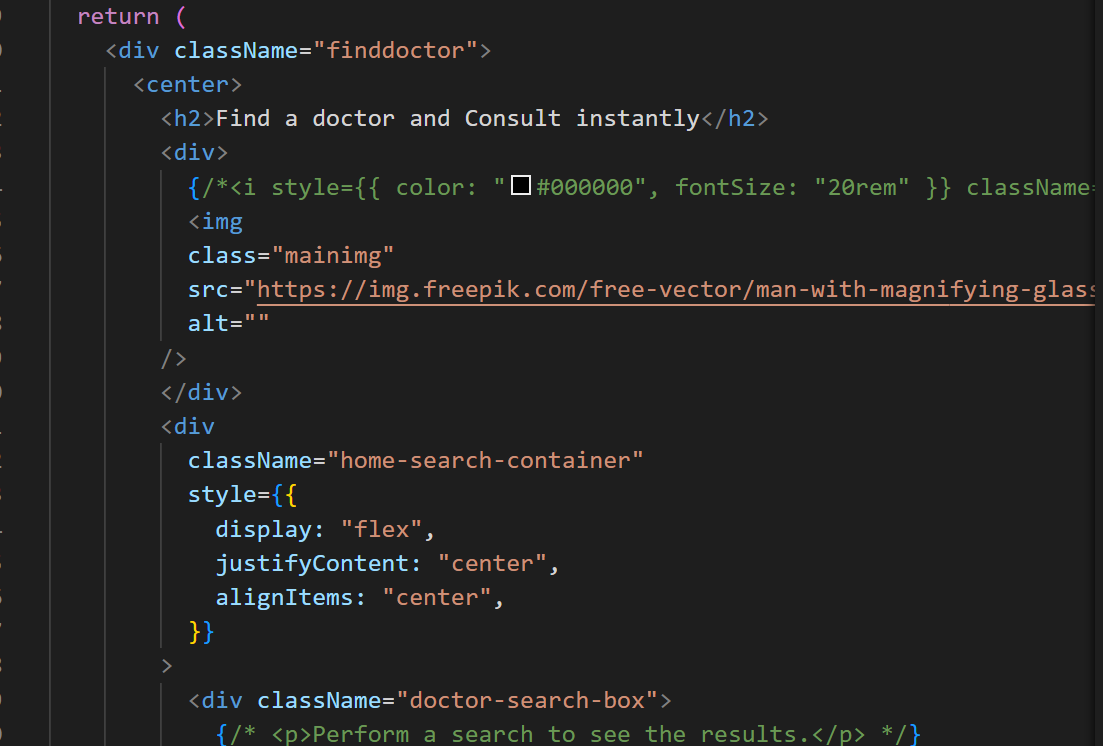 return (
<div className="finddoctor">
<center>
<h2>Find a doctor and Consult instantly</h2>
<div>
{/*<i style={{ color: "#000000", fontSize: "20rem" }} className=
<img
class="mainimg"
src="https://img.freepik.com/free-vector/man-with-magnifying-glass
alt=""
/>
</div>
<div
className="home-search-container"
style={{
display: "flex",
justifyContent: "center",
alignItems: "center",
}}
>
<div className="doctor-search-box">
{/* <p>Perform a search to see the results.</p> */}